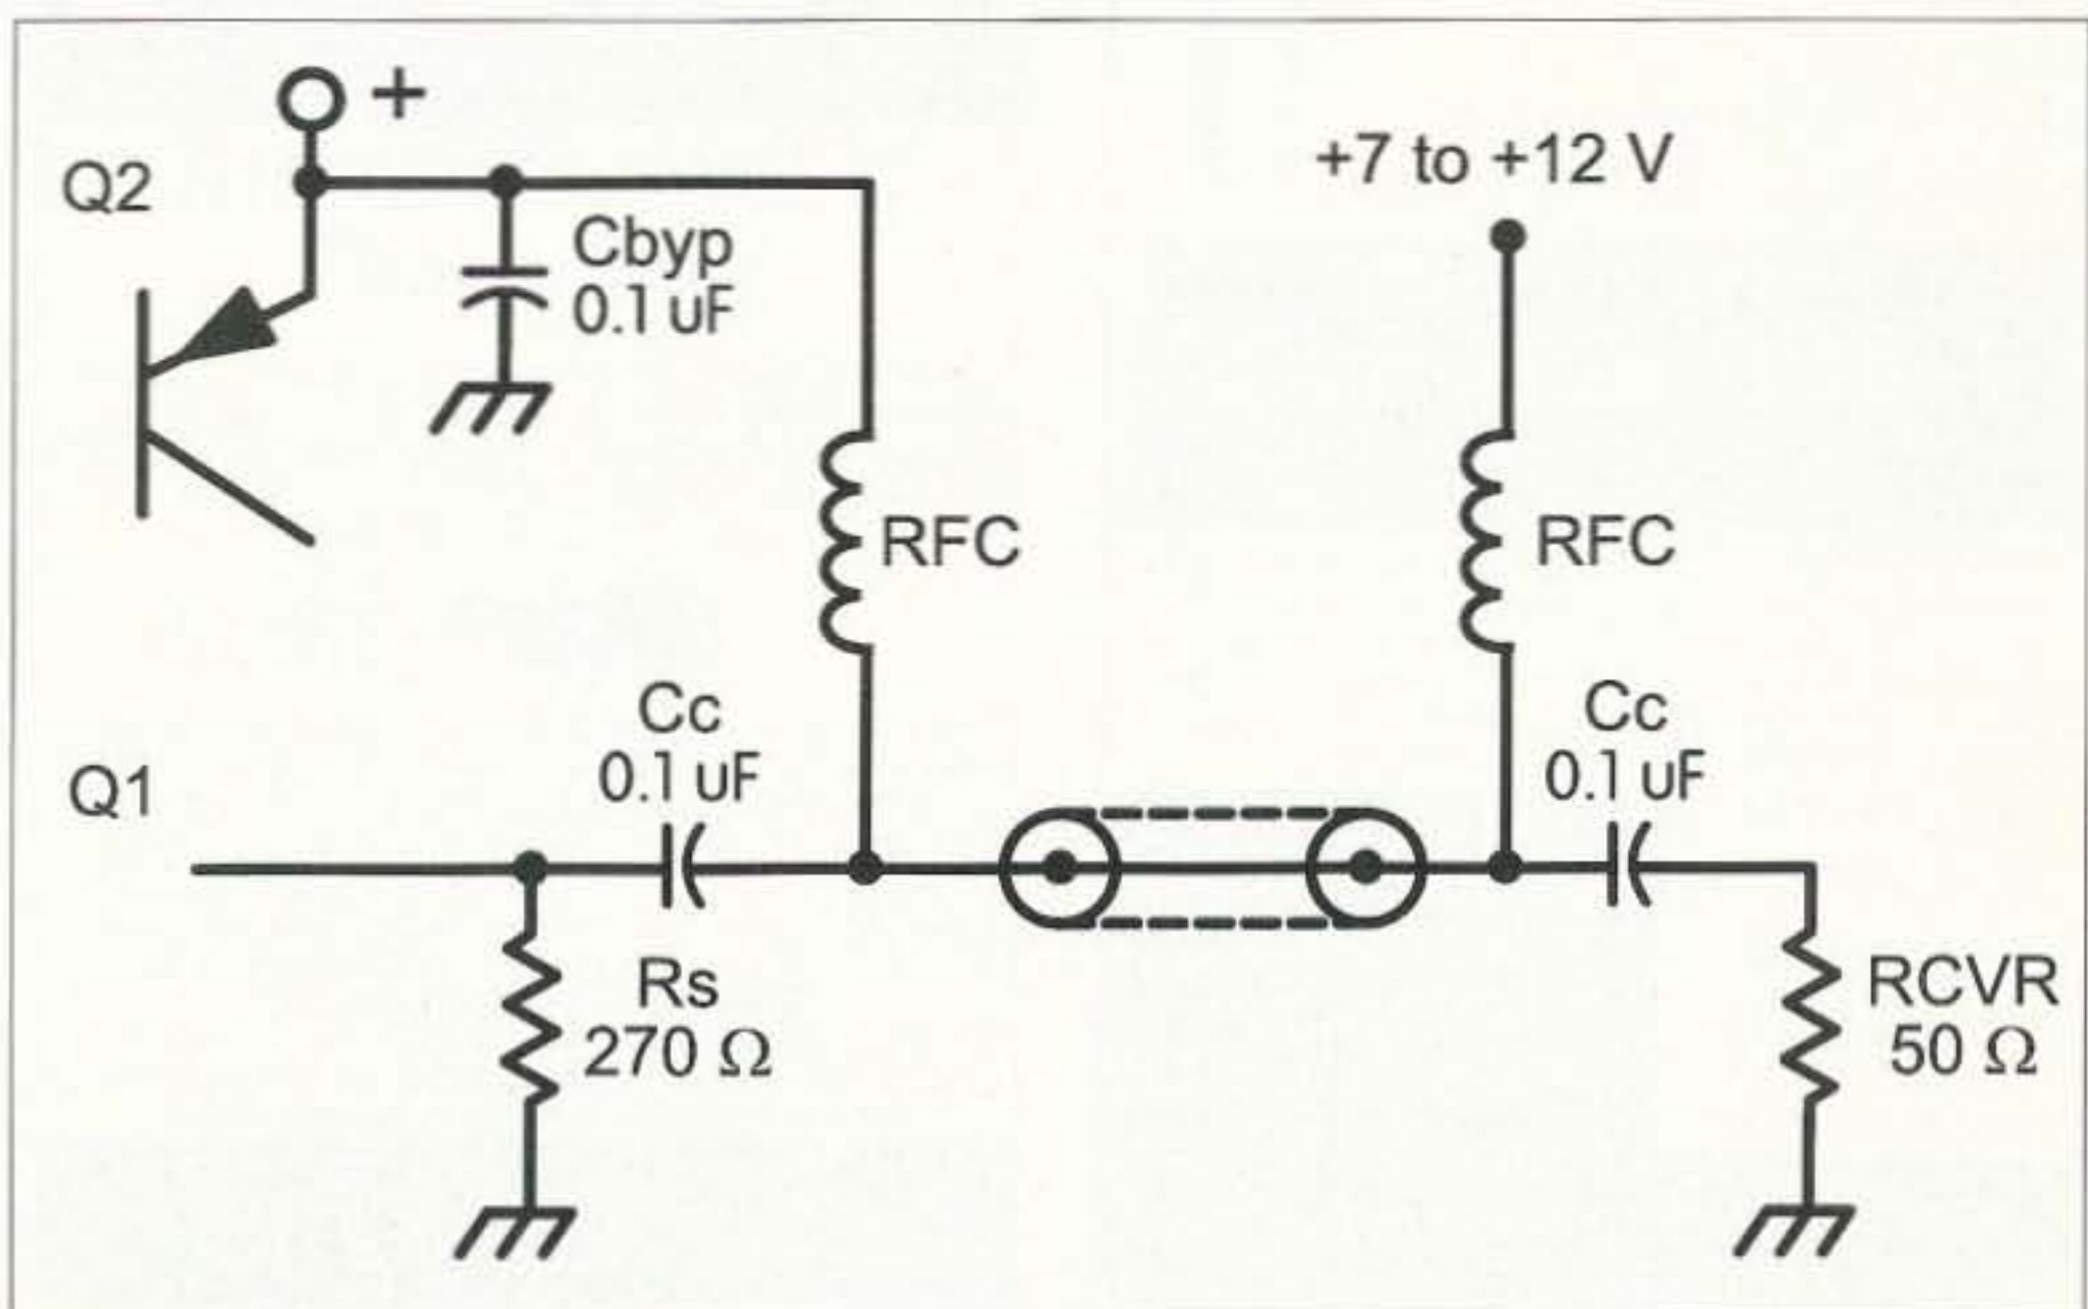 +
Q2
+7 to +12 V
Cbyp
0.1 uF
RFC
RFC
Cc
0.1 uF
Cc
0.1 uF
Q1
Rs
270 Ω
RCVR
50 Ω